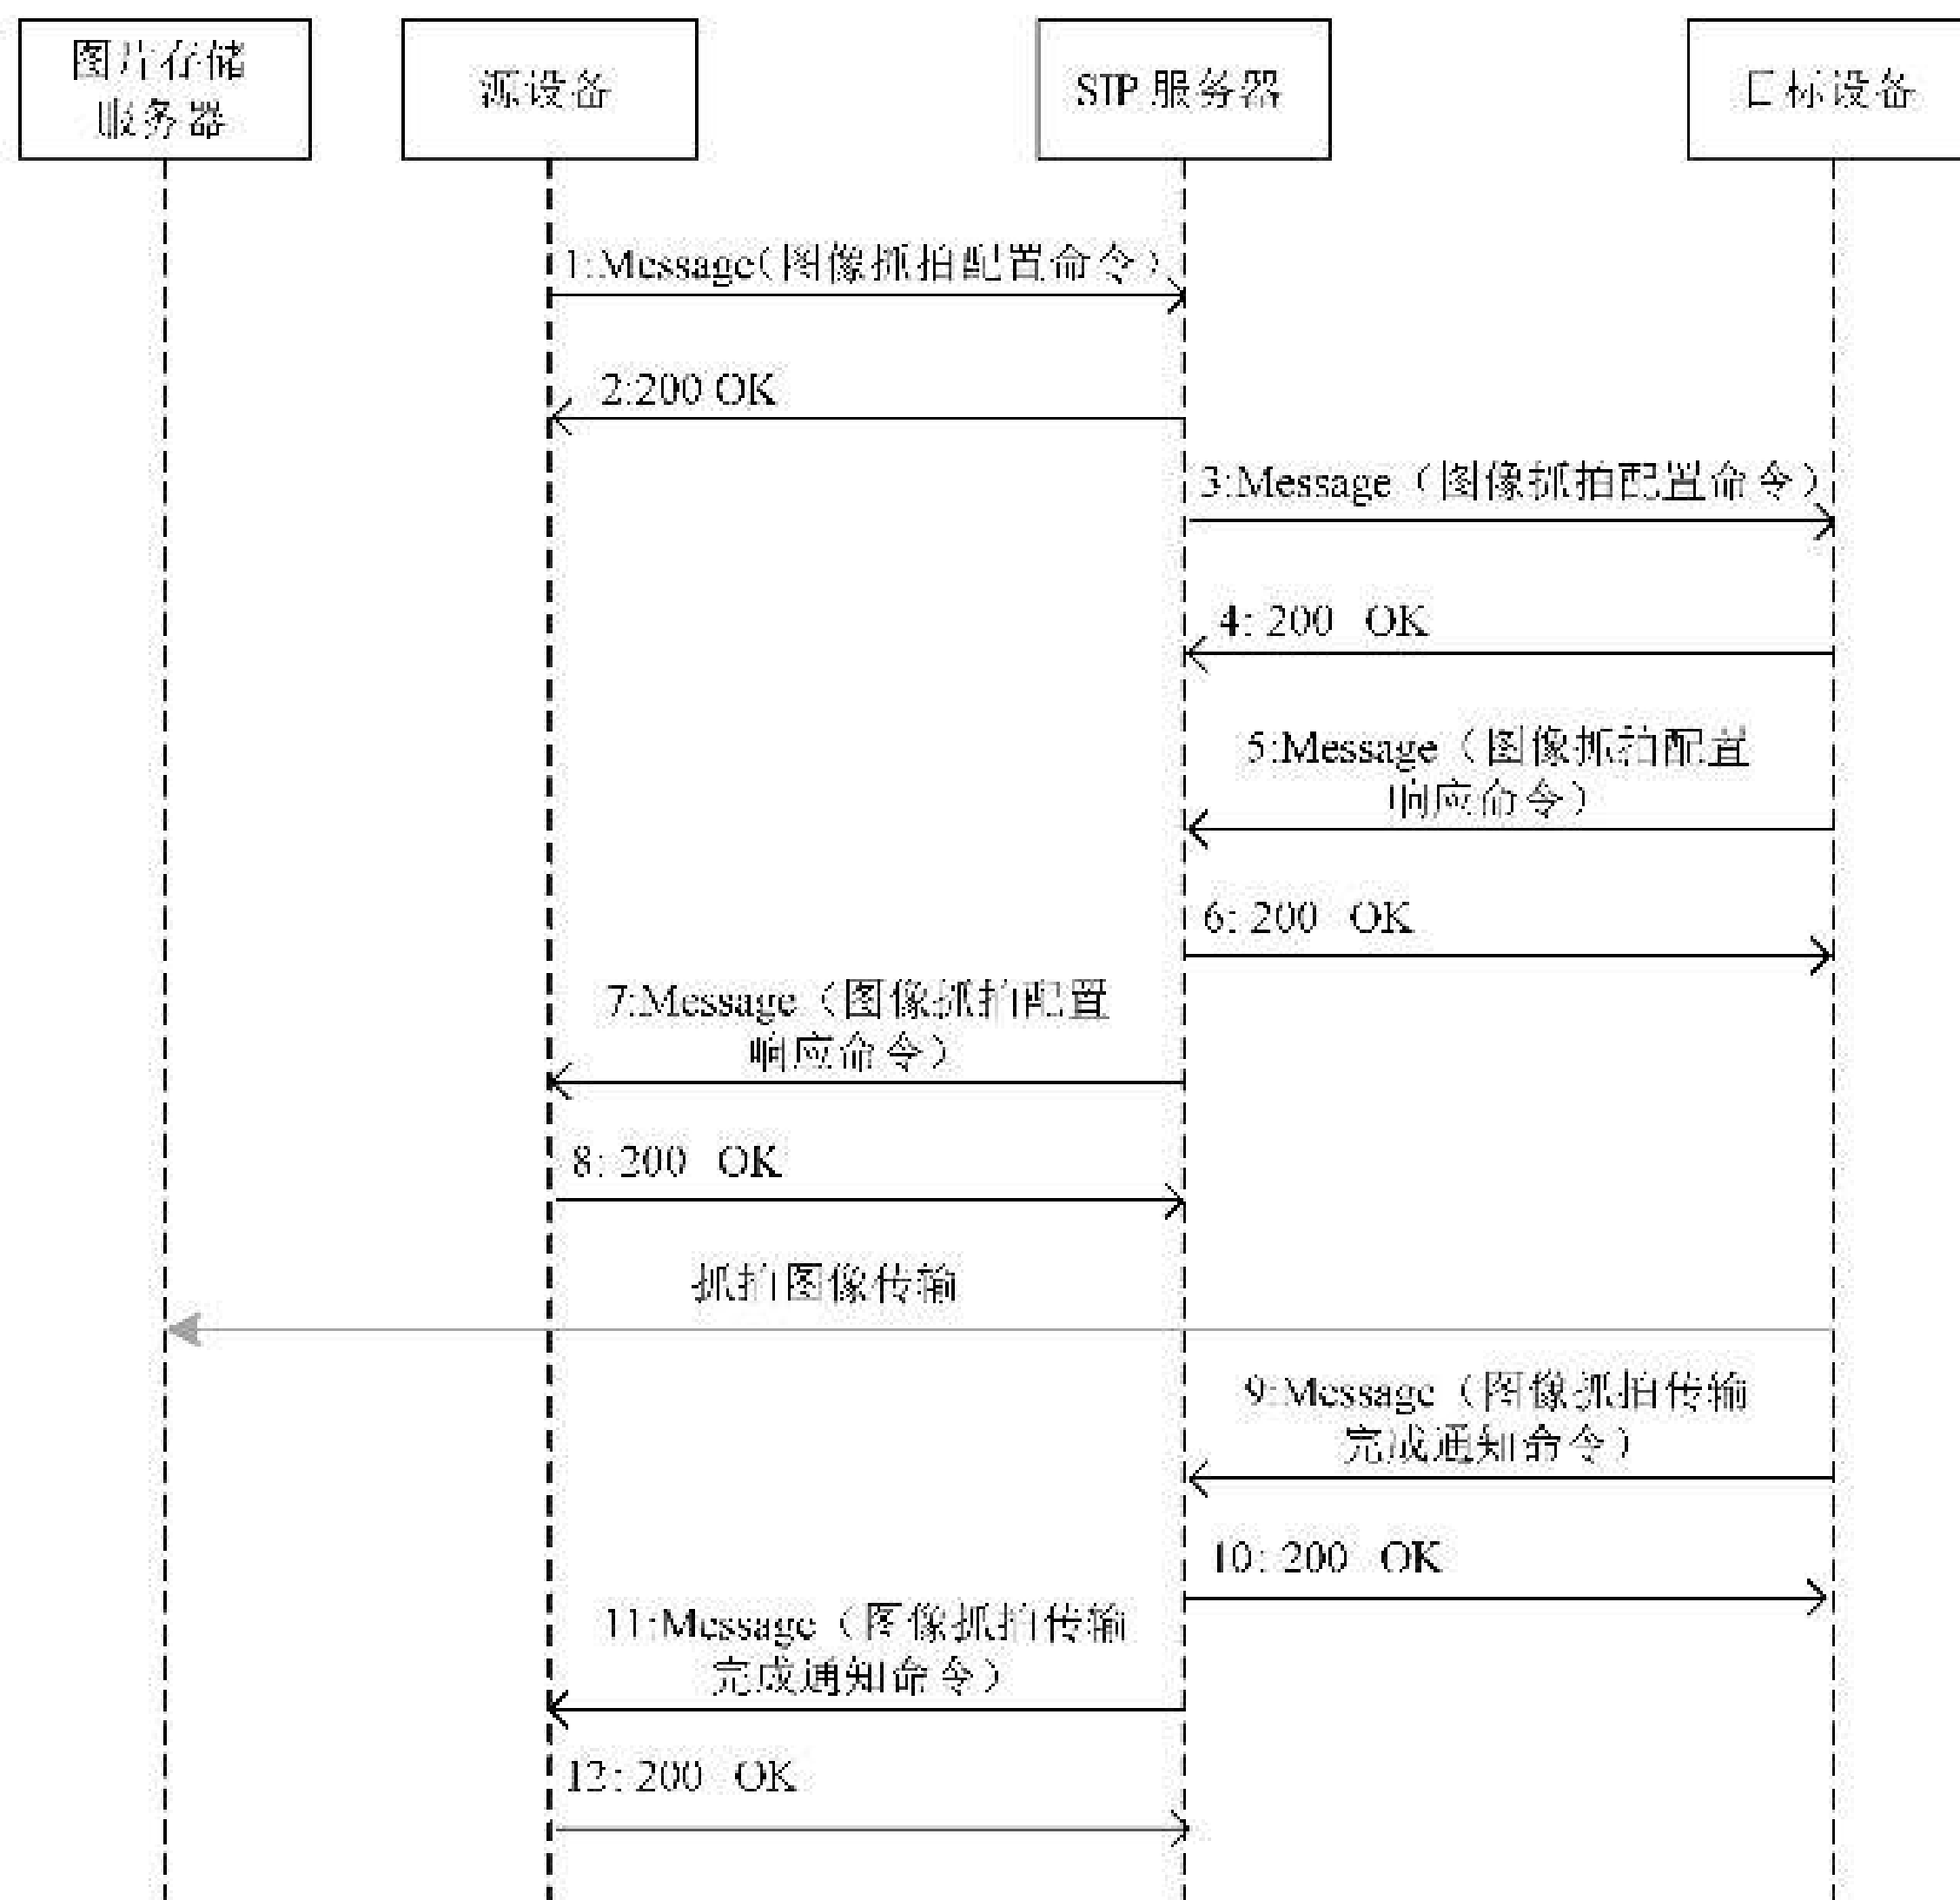 图片存储
服务器
源设备
SIP 服务器
目标设备
1:Message(图像抓拍配置命令)
2:200 OK
3:Message（图像抓拍配置命令）
4: 200 OK
5:Message（图像抓拍配置
响应命令）
6: 200 OK
7:Message（图像抓拍配置
响应命令）
8: 200 OK
抓拍图像传输
9:Message（图像抓拍传输
完成通知命令）
10: 200 OK
11:Message（图像抓拍传输
完成通知命令）
12: 200 OK